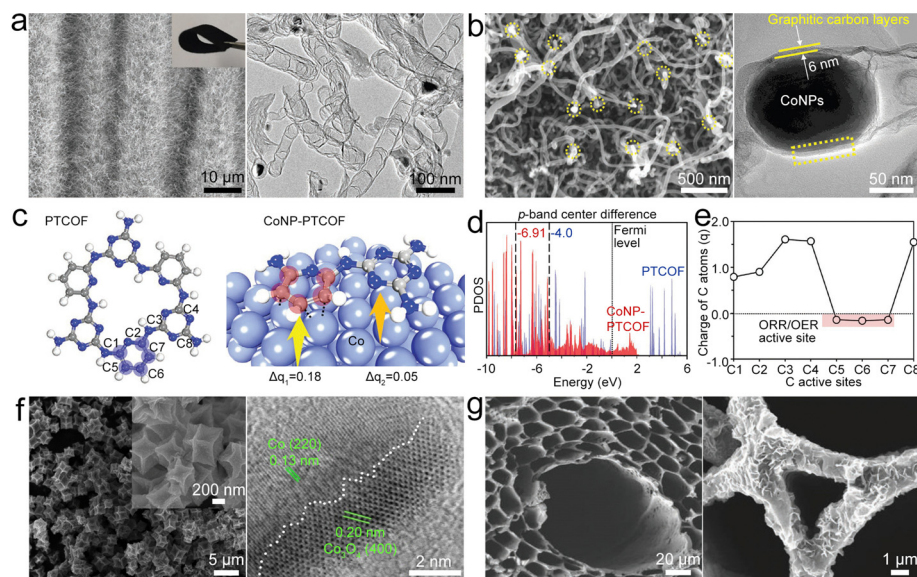 a
10 μm
100 nm
b
500 nm
Graphitic carbon layers
6 nm
CoNPs
50 nm
c
PTCOF
C1
C2
C3
C4
C5
C6
C7
C8
CoNP-PTCOF
Co
Δq₁=0.18
Δq₂=0.05
d
p-band center difference
-6.91
-4.0
Fermi
level
PTCOF
CoNP-
PTCOF
PDOS
-10 -8 -6 -4 -2 0 2 4 6
Energy (eV)
e
Charge of C atoms (q)
2.0
1.0
0.0
-1.0
ORR/OER
active site
C1 C2 C3 C4 C5 C6 C7 C8
C active sites
f
200 nm
5 μm
Co (220)
0.13 nm
0.20 nm
Co₃O₄ (400)
2 nm
g
20 μm
1 μm